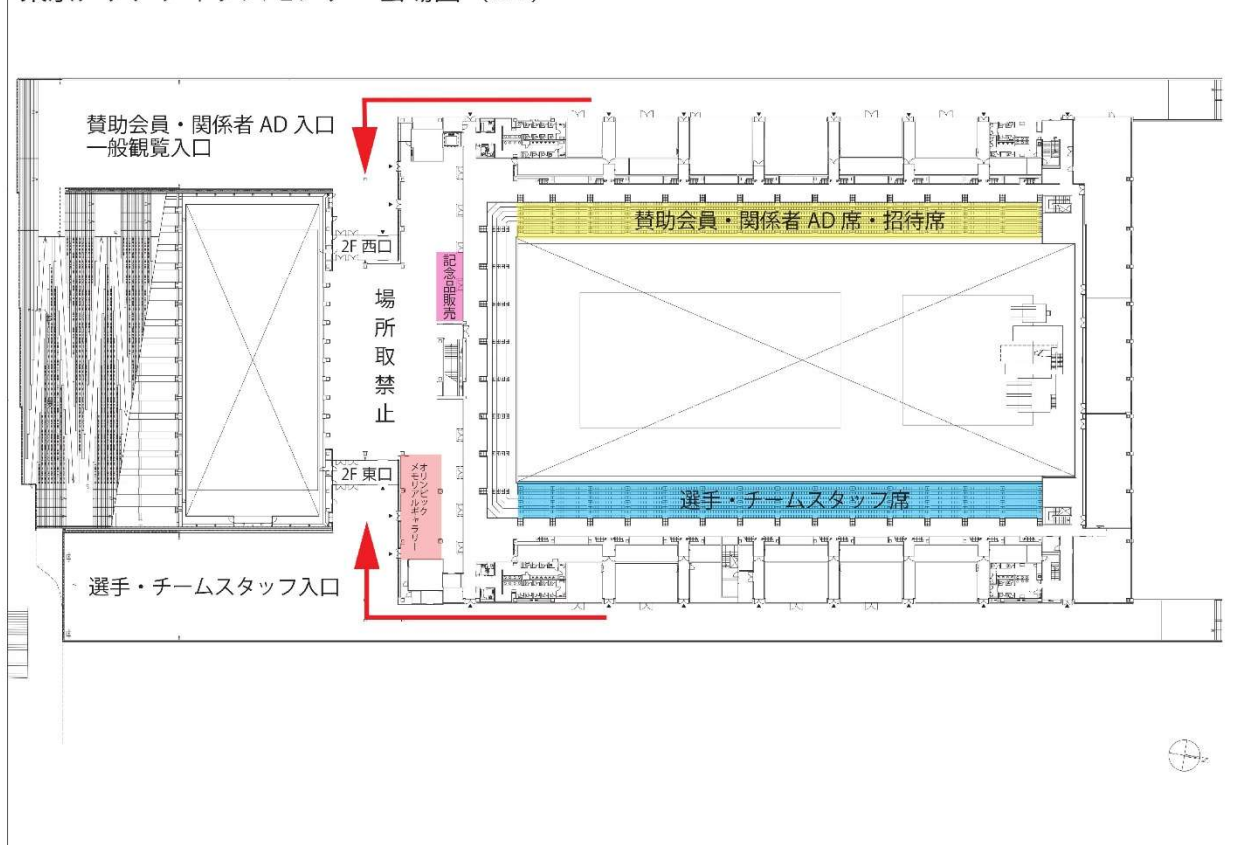 賛助会員・関係者 AD 入口
一般観覧入口
賛助会員・関係者 AD 席・招待席
2F 西口
記念品販売
場所取禁止
2F 東口
オリンピック
メモリアルギャラリー
選手・チームスタッフ席
選手・チームスタッフ入口